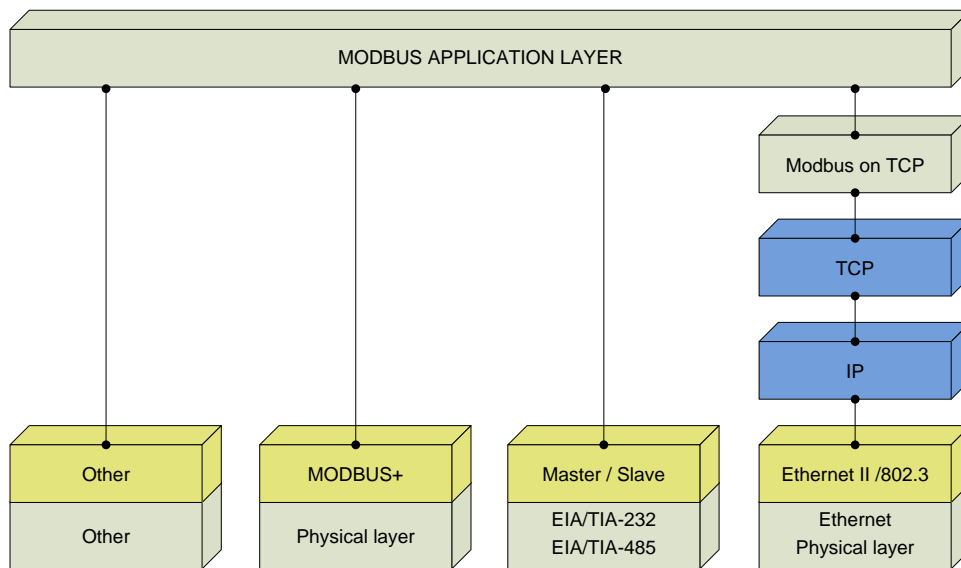 MODBUS APPLICATION LAYER
Modbus on TCP
TCP
IP
Other
MODBUS+
Master / Slave
Ethernet II /802.3
Other
Physical layer
EIA/TIA-232
EIA/TIA-485
Ethernet
Physical layer